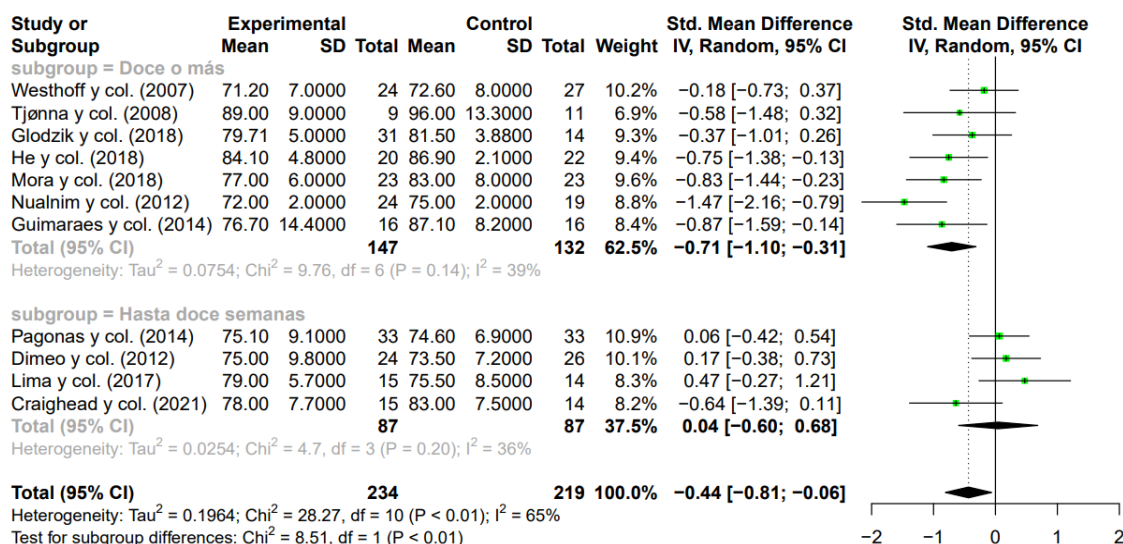 Study or Experimental Control Std. Mean Difference Std. Mean Difference
Subgroup Mean SD Total Mean SD Total Weight IV, Random, 95% CI IV, Random, 95% CI
subgroup = Doce o más
Westhoff y col. (2007) 71.20 7.0000 24 72.60 8.0000 27 10.2% −0.18 [−0.73; 0.37]
Tjønna y col. (2008) 89.00 9.0000 9 96.00 13.3000 11 6.9% −0.58 [−1.48; 0.32]
Glodzik y col. (2018) 79.71 5.0000 31 81.50 3.8800 14 9.3% −0.37 [−1.01; 0.26]
He y col. (2018) 84.10 4.8000 20 86.90 2.1000 22 9.4% −0.75 [−1.38; −0.13]
Mora y col. (2018) 77.00 6.0000 23 83.00 8.0000 23 9.6% −0.83 [−1.44; −0.23]
Nualnim y col. (2012) 72.00 2.0000 24 75.00 2.0000 19 8.8% −1.47 [−2.16; −0.79]
Guimaraes y col. (2014) 76.70 14.4000 16 87.10 8.2000 16 8.4% −0.87 [−1.59; −0.14]
Total (95% CI) 147 132 62.5% −0.71 [−1.10; −0.31]
Heterogeneity: Tau² = 0.0754; Chi² = 9.76, df = 6 (P = 0.14); I² = 39%
subgroup = Hasta doce semanas
Pagonas y col. (2014) 75.10 9.1000 33 74.60 6.9000 33 10.9% 0.06 [−0.42; 0.54]
Dimeo y col. (2012) 75.00 9.8000 24 73.50 7.2000 26 10.1% 0.17 [−0.38; 0.73]
Lima y col. (2017) 79.00 5.7000 15 75.50 8.5000 14 8.3% 0.47 [−0.27; 1.21]
Craighead y col. (2021) 78.00 7.7000 15 83.00 7.5000 14 8.2% −0.64 [−1.39; 0.11]
Total (95% CI) 87 87 37.5% 0.04 [−0.60; 0.68]
Heterogeneity: Tau² = 0.0254; Chi² = 4.7, df = 3 (P = 0.20); I² = 36%
Total (95% CI) 234 219 100.0% −0.44 [−0.81; −0.06]
Heterogeneity: Tau² = 0.1964; Chi² = 28.27, df = 10 (P < 0.01); I² = 65%
Test for subgroup differences: Chi² = 8.51, df = 1 (P < 0.01)
−2 −1 0 1 2